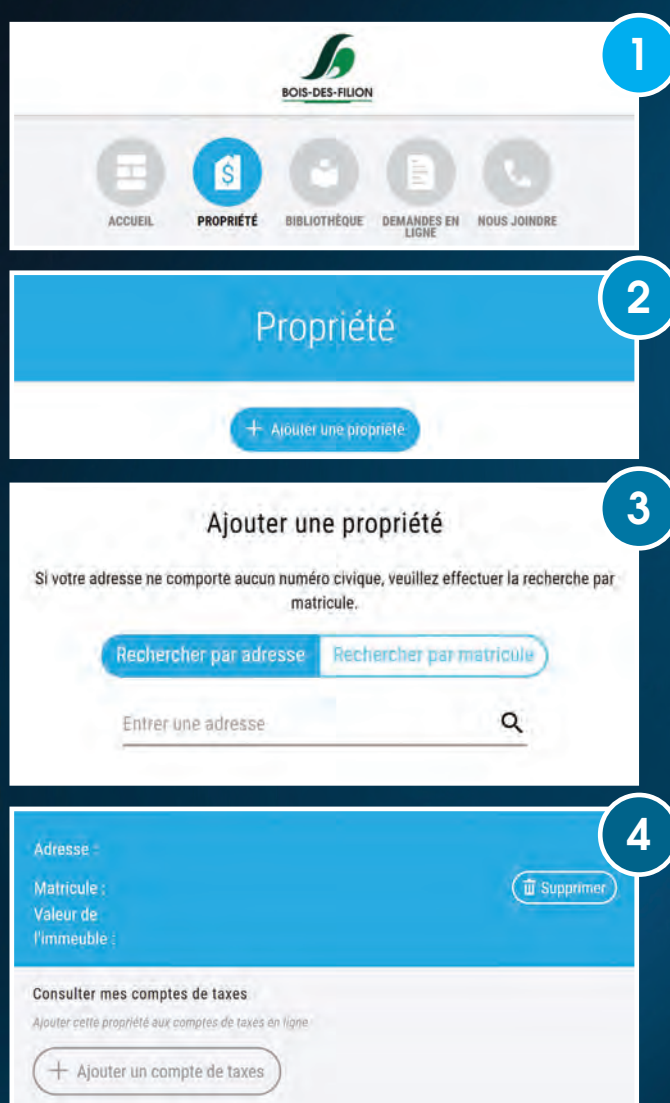 1
BOIS-DES-FILION
$
ACCUEIL
PROPRIÉTÉ
BIBLIOTHÈQUE
DEMANDES EN
LIGNE
NOUS JOINDRE
2
Propriété
+ Ajouter une propriété
3
Ajouter une propriété
Si votre adresse ne comporte aucun numéro civique, veuillez effectuer la recherche par
matricule.
Rechercher par adresse
Rechercher par matricule
Entrer une adresse
4
Adresse :
Matricule :
Supprimer
Valeur de
l'immeuble :
Consulter mes comptes de taxes
Ajouter cette propriété aux comptes de taxes en ligne
+ Ajouter un compte de taxes